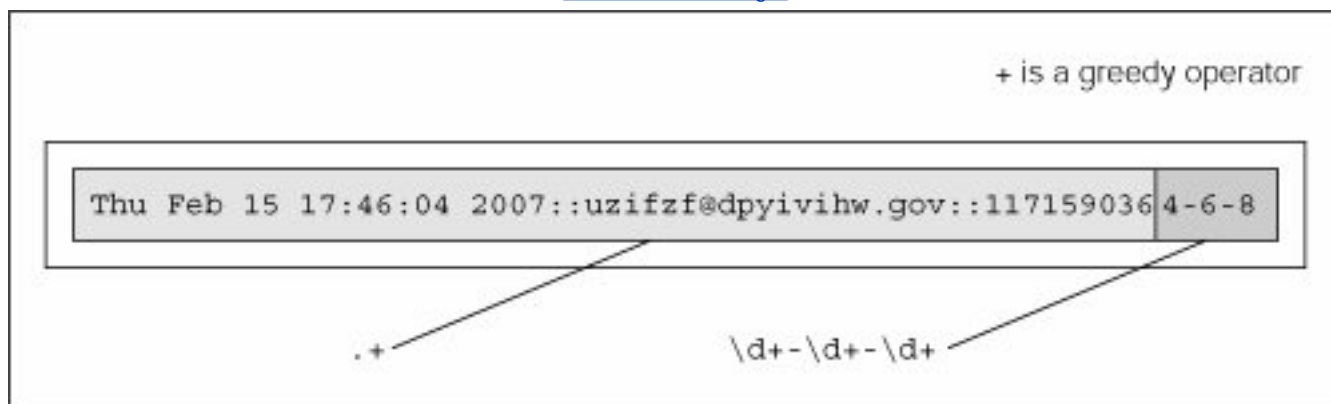 + is a greedy operator
Thu Feb 15 17:46:04 2007::uzifzf@dpyivihw.gov::1171590364-6-8
.+ \d+-\d+-\d+